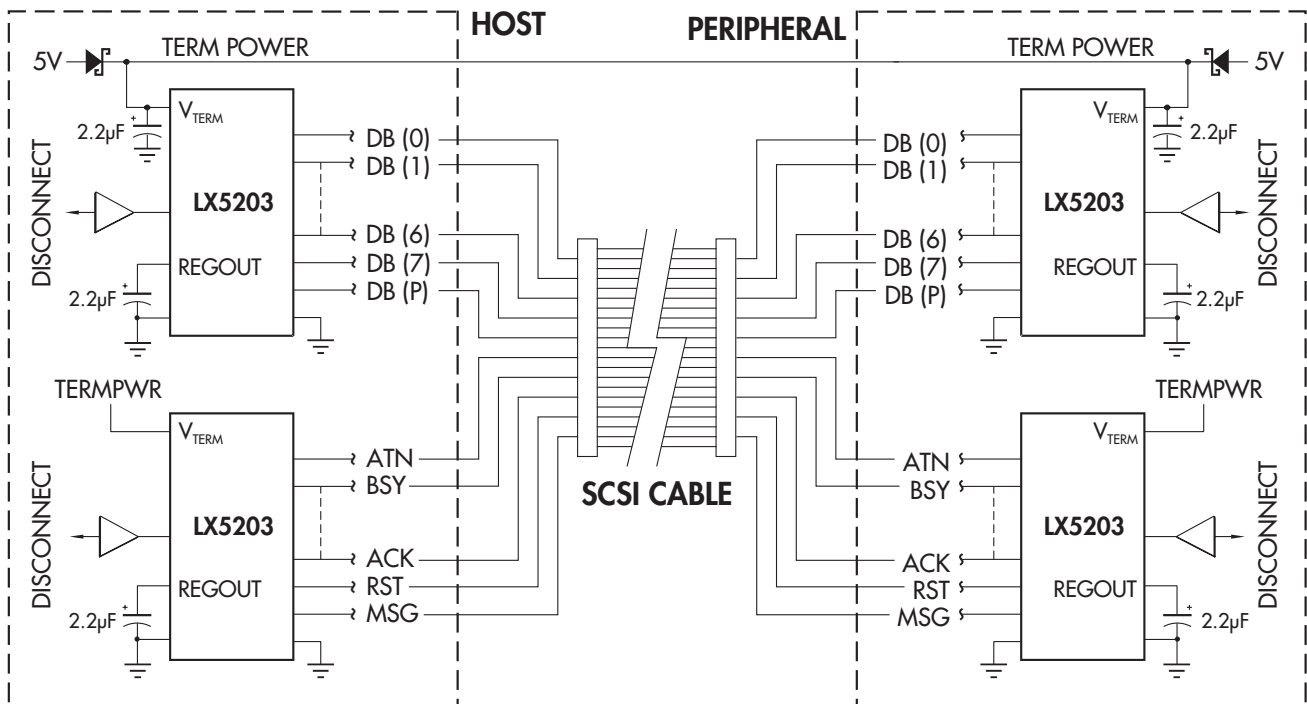 HOST
PERIPHERAL
5V
TERM POWER
TERM POWER
5V
VTERM
2.2µF
DISCONNECT
LX5203
REGOUT
2.2µF
DB (0)
DB (1)
DB (6)
DB (7)
DB (P)
DB (0)
DB (1)
DB (6)
DB (7)
DB (P)
VTERM
2.2µF
LX5203
DISCONNECT
REGOUT
2.2µF
TERMPWR
VTERM
DISCONNECT
LX5203
REGOUT
2.2µF
ATN
BSY
ACK
RST
MSG
SCSI CABLE
ATN
BSY
ACK
RST
MSG
TERMPWR
VTERM
LX5203
DISCONNECT
REGOUT
2.2µF